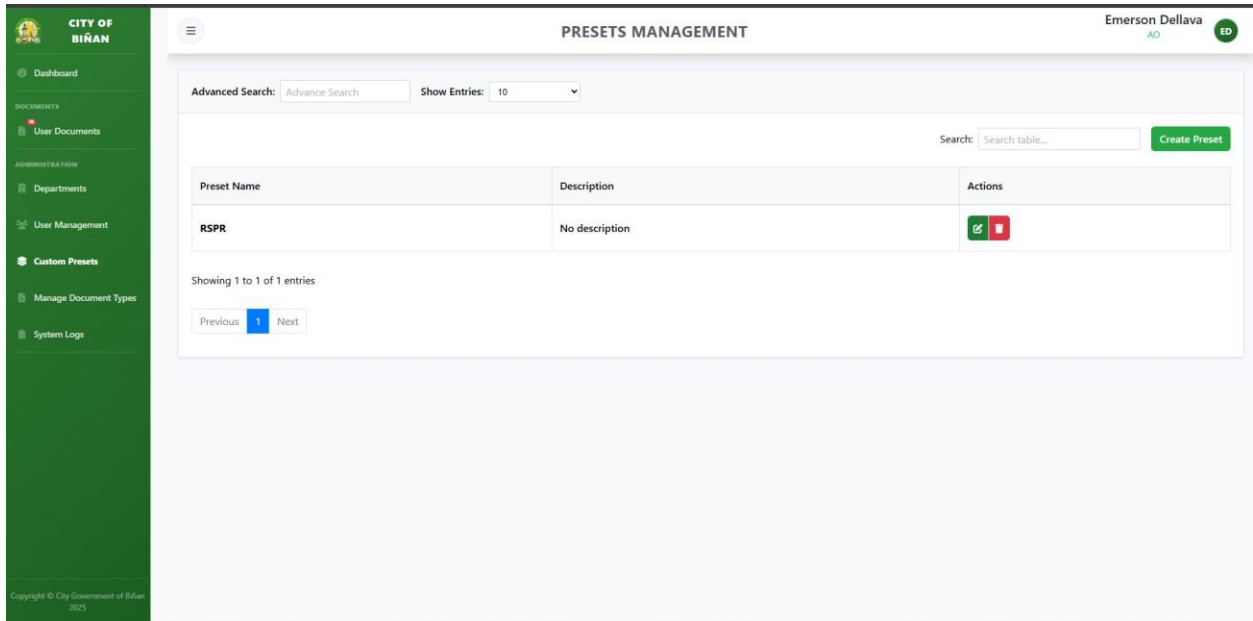 CITY OF
BIÑAN
PRESETS MANAGEMENT
Emerson Dellava
AO
ED
Dashboard
DOCUMENTS
User Documents
ADMINISTRATION
Departments
User Management
Custom Presets
Manage Document Types
System Logs
Copyright © City Government of Biñan
2025
Advanced Search: Advance Search Show Entries: 10
Search: Search table... Create Preset
Preset Name Description Actions
RSPR No description
Showing 1 to 1 of 1 entries
Previous 1 Next